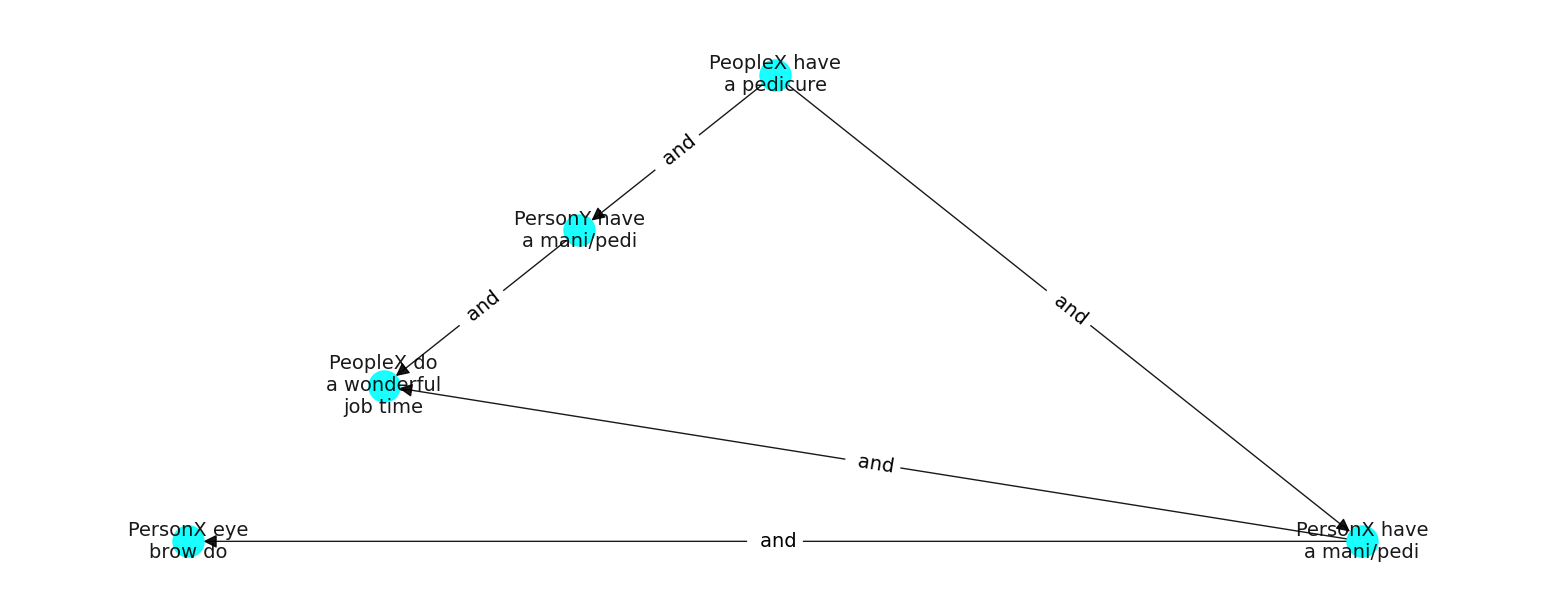 PeopleX have
a pedicure
and
PersonY have
a mani/pedi
and
and
PeopleX do
a wonderful
job time
and
PersonX eye
brow do
and
PersonX have
a mani/pedi